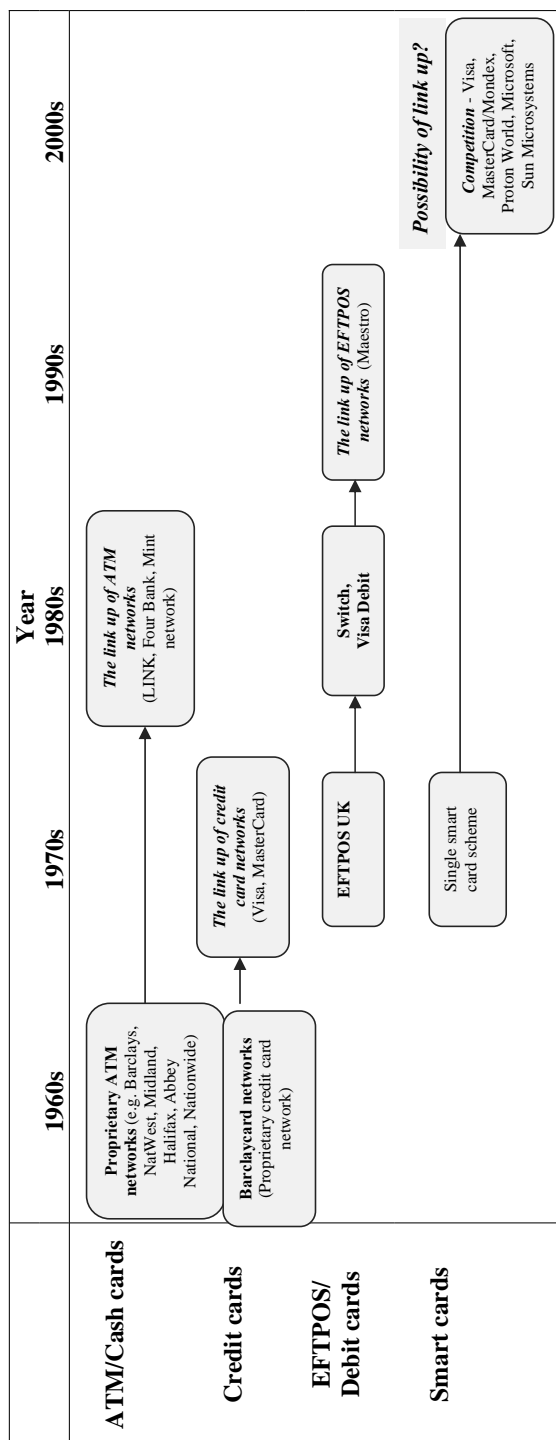 Year
1960s
1970s
1980s
1990s
2000s
ATM/Cash cards
Proprietary ATM
networks (e.g. Barclays,
NatWest, Midland,
Halifax, Abbey
National, Nationwide)
The link up of ATM
networks
(LINK, Four Bank, Mint
network)
Credit cards
Barclaycard networks
(Proprietary credit card
network)
The link up of credit
card networks
(Visa, MasterCard)
EFTPOS/
Debit cards
EFTPOS UK
Switch,
Visa Debit
The link up of EFTPOS
networks (Maestro)
Smart cards
Single smart
card scheme
Possibility of link up?
Competition - Visa,
MasterCard/Mondex,
Proton World, Microsoft,
Sun Microsystems